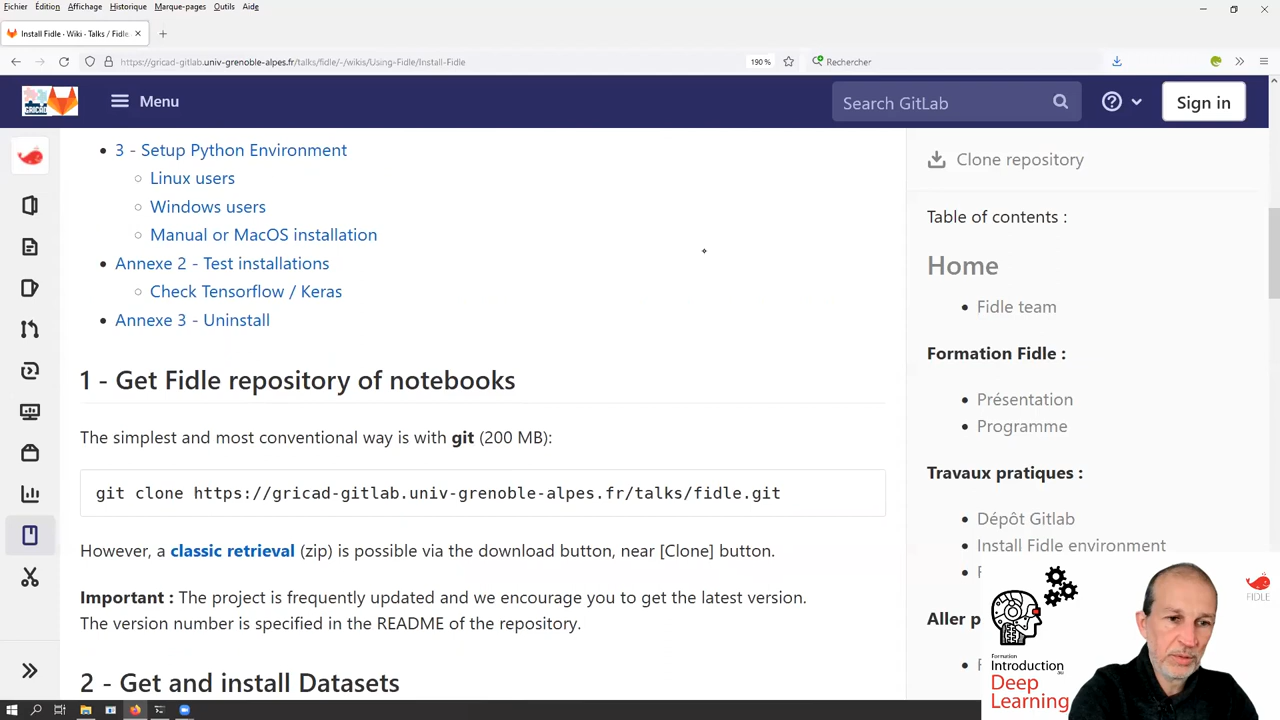 Fichier Édition Affichage Historique Marque-pages Outils Aide
Install Fidle · Wiki · Talks / Fidle
https://gricad-gitlab.univ-grenoble-alpes.fr/talks/fidle/-/wikis/Using-Fidle/Install-Fidle
190 %
Rechercher
Menu
Search GitLab
Sign in
3 - Setup Python Environment
Linux users
Windows users
Manual or MacOS installation
Annexe 2 - Test installations
Check Tensorflow / Keras
Annexe 3 - Uninstall
1 - Get Fidle repository of notebooks
The simplest and most conventional way is with git (200 MB):
git clone https://gricad-gitlab.univ-grenoble-alpes.fr/talks/fidle.git
However, a classic retrieval (zip) is possible via the download button, near [Clone] button.
Important : The project is frequently updated and we encourage you to get the latest version.
The version number is specified in the README of the repository.
2 - Get and install Datasets
Clone repository
Table of contents :
Home
Fidle team
Formation Fidle :
Présentation
Programme
Travaux pratiques :
Dépôt Gitlab
Install Fidle environment
Aller p
Formation
Introduction
Deep
Learning
FIDLE